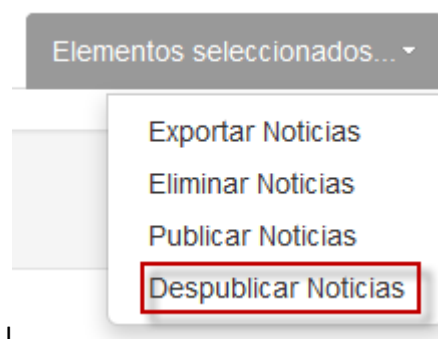 Elementos seleccionados...
Exportar Noticias
Eliminar Noticias
Publicar Noticias
Despublicar Noticias